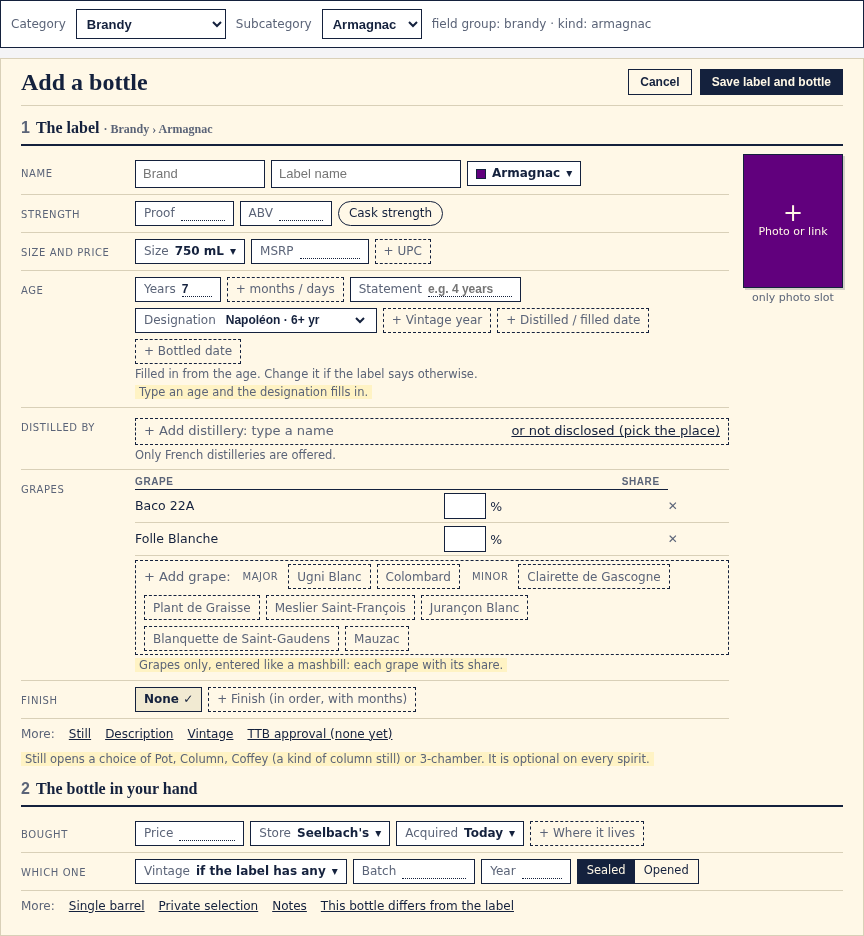 Category Brandy Subcategory Armagnac field group: brandy · kind: armagnac
Add a bottle Cancel Save label and bottle
1 The label · Brandy › Armagnac
NAME Brand Label name Armagnac ▾
STRENGTH Proof ABV Cask strength
SIZE AND PRICE Size 750 mL ▾ MSRP + UPC
+
Photo or link
only photo slot
AGE Years 7 + months / days Statement e.g. 4 years
Designation Napoléon · 6+ yr + Vintage year + Distilled / filled date
+ Bottled date
Filled in from the age. Change it if the label says otherwise.
Type an age and the designation fills in.
DISTILLED BY + Add distillery: type a name or not disclosed (pick the place)
Only French distilleries are offered.
GRAPES GRAPE SHARE
Baco 22A % ×
Folle Blanche % ×
+ Add grape: MAJOR Ugni Blanc Colombard MINOR Clairette de Gascogne
Plant de Graisse Meslier Saint-François Jurançon Blanc
Blanquette de Saint-Gaudens Mauzac
Grapes only, entered like a mashbill: each grape with its share.
FINISH None ✓ + Finish (in order, with months)
More: Still Description Vintage TTB approval (none yet)
Still opens a choice of Pot, Column, Coffey (a kind of column still) or 3-chamber. It is optional on every spirit.
2 The bottle in your hand
BOUGHT Price Store Seelbach's ▾ Acquired Today ▾ + Where it lives
WHICH ONE Vintage if the label has any ▾ Batch Year Sealed Opened
More: Single barrel Private selection Notes This bottle differs from the label